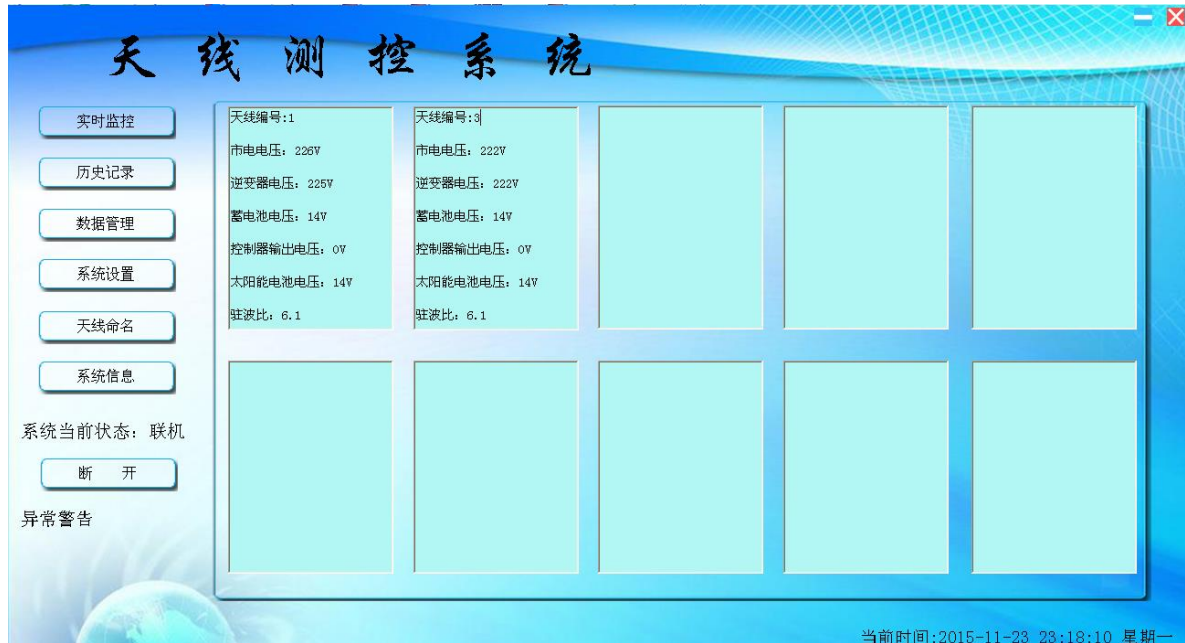 天线测控系统
实时监控
历史记录
数据管理
系统设置
天线命名
系统信息
系统当前状态：联机
断 开
异常警告
天线编号:1
市电电压：226V
逆变器电压：225V
蓄电池电压：14V
控制器输出电压：0V
太阳能电池电压：14V
驻波比：6.1
天线编号:3
市电电压：222V
逆变器电压：222V
蓄电池电压：14V
控制器输出电压：0V
太阳能电池电压：14V
驻波比：6.1
当前时间:2015-11-23 23:18:10 星期一